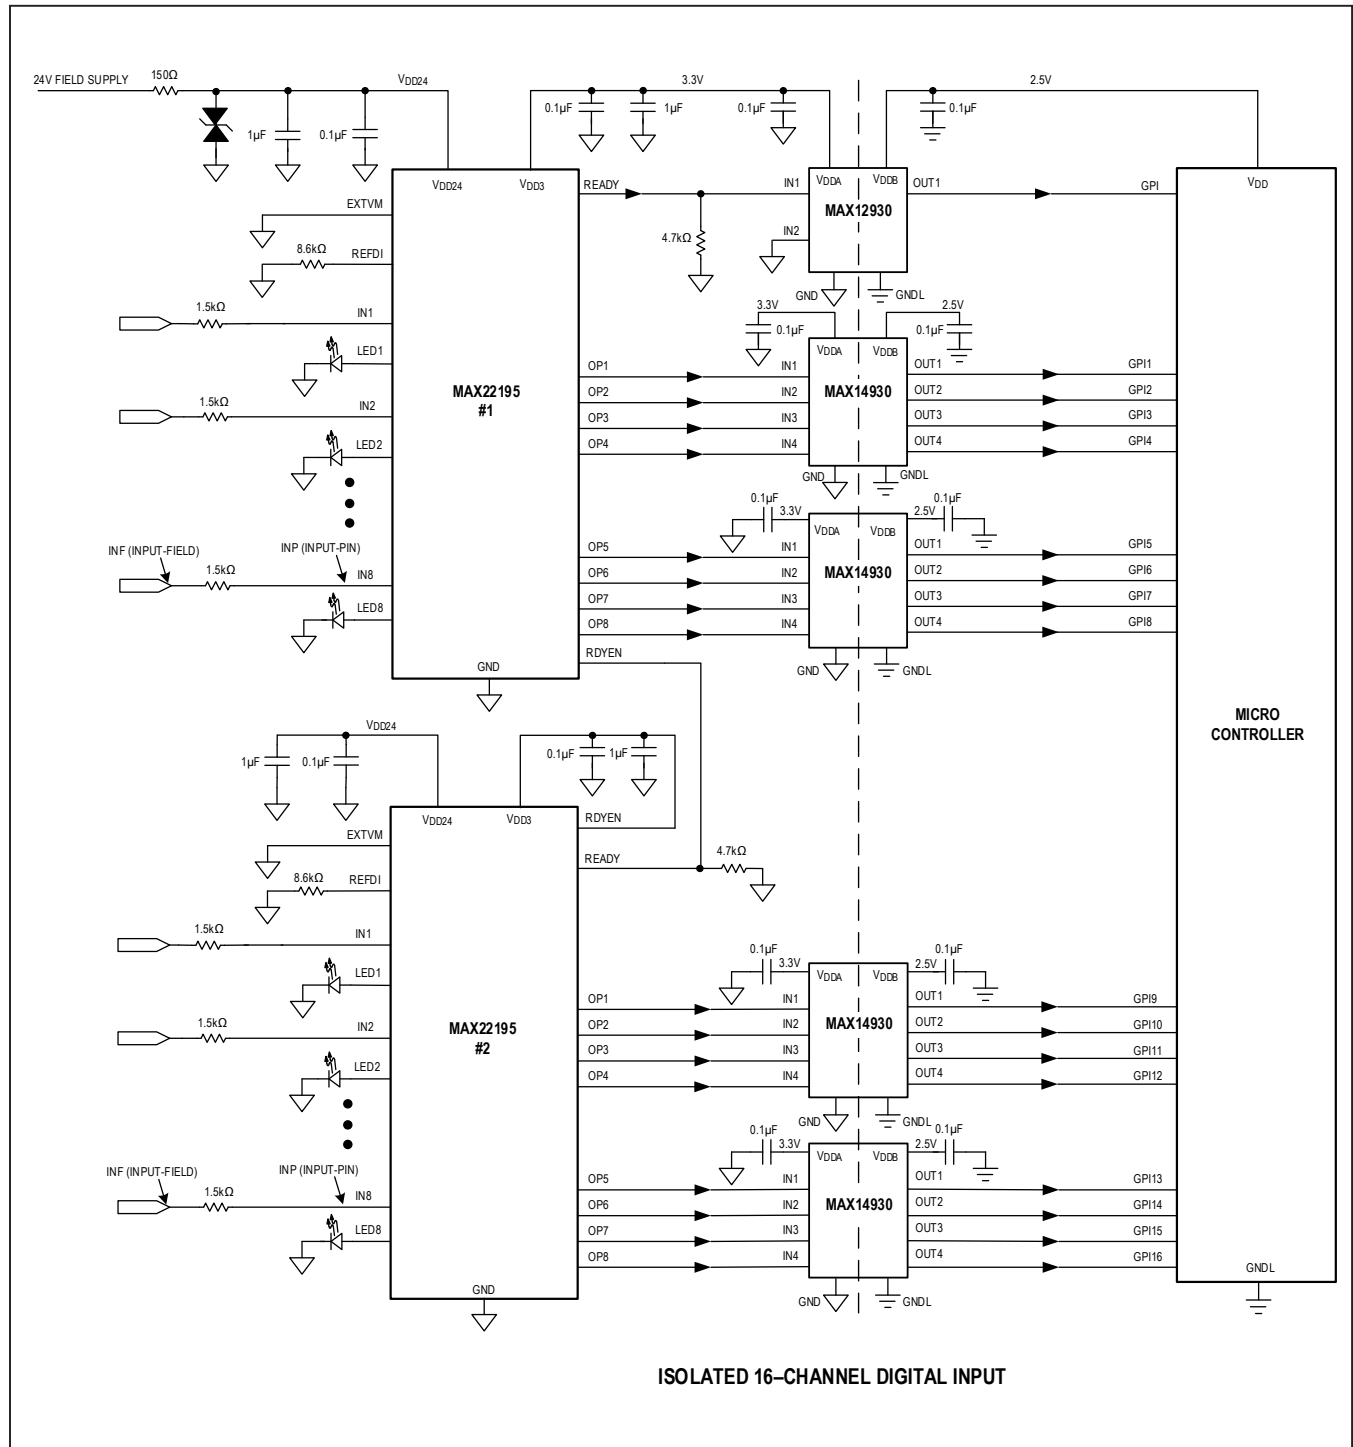 24V FIELD SUPPLY
150Ω
VDD24
1µF
0.1µF
3.3V
0.1µF
1µF
0.1µF
2.5V
0.1µF
VDD24
VDD3
READY
EXTVM
REFDI
8.6kΩ
1.5kΩ
IN1
LED1
1.5kΩ
IN2
LED2
INF (INPUT-FIELD)
INP (INPUT-PIN)
1.5kΩ
IN8
LED8
MAX22195
#1
GND
4.7kΩ
IN1
VDDA
VDDB
OUT1
MAX12930
IN2
GND
GNDL
GPI
VDD
3.3V
0.1µF
2.5V
0.1µF
VDDA
VDDB
MAX14930
OP1
IN1
OUT1
GPI1
OP2
IN2
OUT2
GPI2
OP3
IN3
OUT3
GPI3
OP4
IN4
OUT4
GPI4
GND
GNDL
0.1µF
3.3V
2.5V
0.1µF
VDDA
VDDB
MAX14930
OP5
IN1
OUT1
GPI5
OP6
IN2
OUT2
GPI6
OP7
IN3
OUT3
GPI7
OP8
IN4
OUT4
GPI8
RDYEN
GND
GNDL
MICRO
CONTROLLER
VDD24
1µF
0.1µF
0.1µF
1µF
VDD24
VDD3
RDYEN
EXTVM
READY
4.7kΩ
8.6kΩ
REFDI
1.5kΩ
IN1
LED1
1.5kΩ
IN2
LED2
INF (INPUT-FIELD)
INP (INPUT-PIN)
1.5kΩ
IN8
LED8
MAX22195
#2
GND
0.1µF
3.3V
2.5V
0.1µF
VDDA
VDDB
MAX14930
OP1
IN1
OUT1
GPI9
OP2
IN2
OUT2
GPI10
OP3
IN3
OUT3
GPI11
OP4
IN4
OUT4
GPI12
GND
GNDL
0.1µF
3.3V
2.5V
0.1µF
VDDA
VDDB
MAX14930
OP5
IN1
OUT1
GPI13
OP6
IN2
OUT2
GPI14
OP7
IN3
OUT3
GPI15
OP8
IN4
OUT4
GPI16
GND
GNDL
GNDL
ISOLATED 16–CHANNEL DIGITAL INPUT